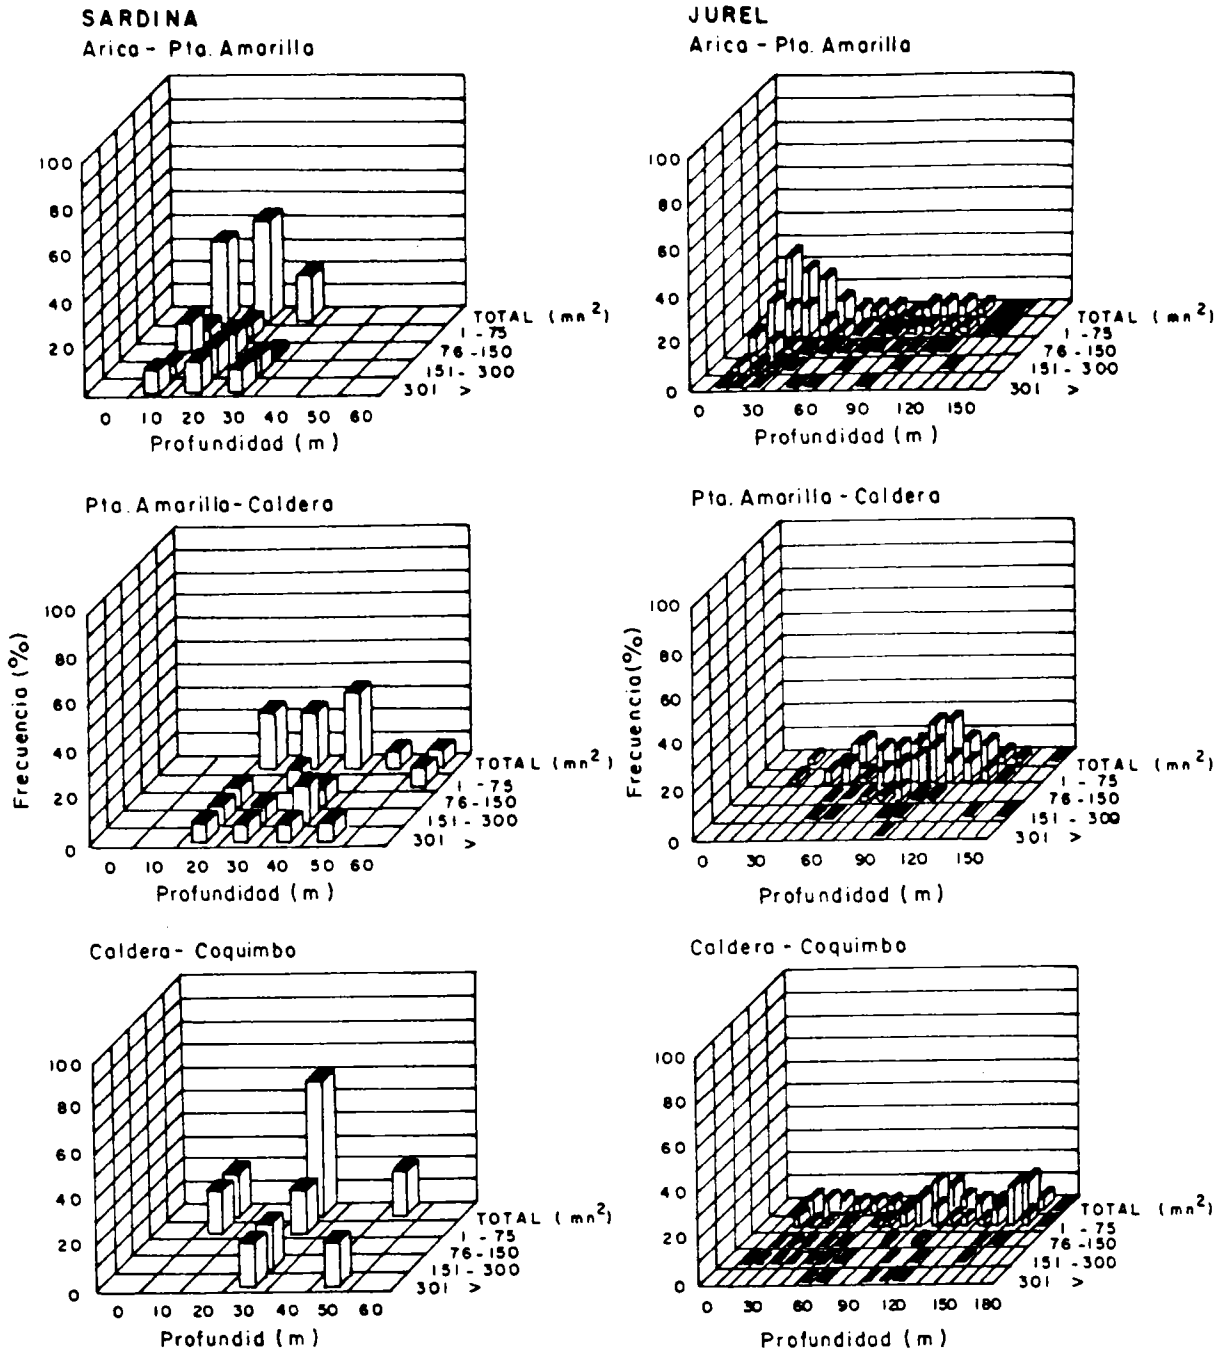 SARDINA
Arica - Pta. Amarilla
100
80
60
40
20
0
0 10 20 30 40 50 60
Profundidad (m)
TOTAL (mn²)
1 - 75
76 - 150
151 - 300
301 >
JUREL
Arica - Pta. Amarilla
100
80
60
40
20
0
0 30 60 90 120 150
Profundidad (m)
TOTAL (mn²)
1 - 75
76 - 150
151 - 300
301 >
Pta. Amarilla - Caldera
Frecuencia (%)
100
80
60
40
20
0
0 10 20 30 40 50 60
Profundidad (m)
TOTAL (mn²)
1 - 75
76 - 150
151 - 300
301 >
Pta. Amarilla - Caldera
Frecuencia (%)
100
80
60
40
20
0
0 30 60 90 120 150
Profundidad (m)
TOTAL (mn²)
1 - 75
76 - 150
151 - 300
301 >
Caldera - Coquimbo
100
80
60
40
20
0
0 10 20 30 40 50 60
Profundid (m)
TOTAL (mn²)
1 - 75
76 - 150
151 - 300
301 >
Caldera - Coquimbo
100
80
60
40
20
0
0 30 60 90 120 150 180
Profundidad (m)
TOTAL (mn²)
1 - 75
76 - 150
151 - 300
301 >